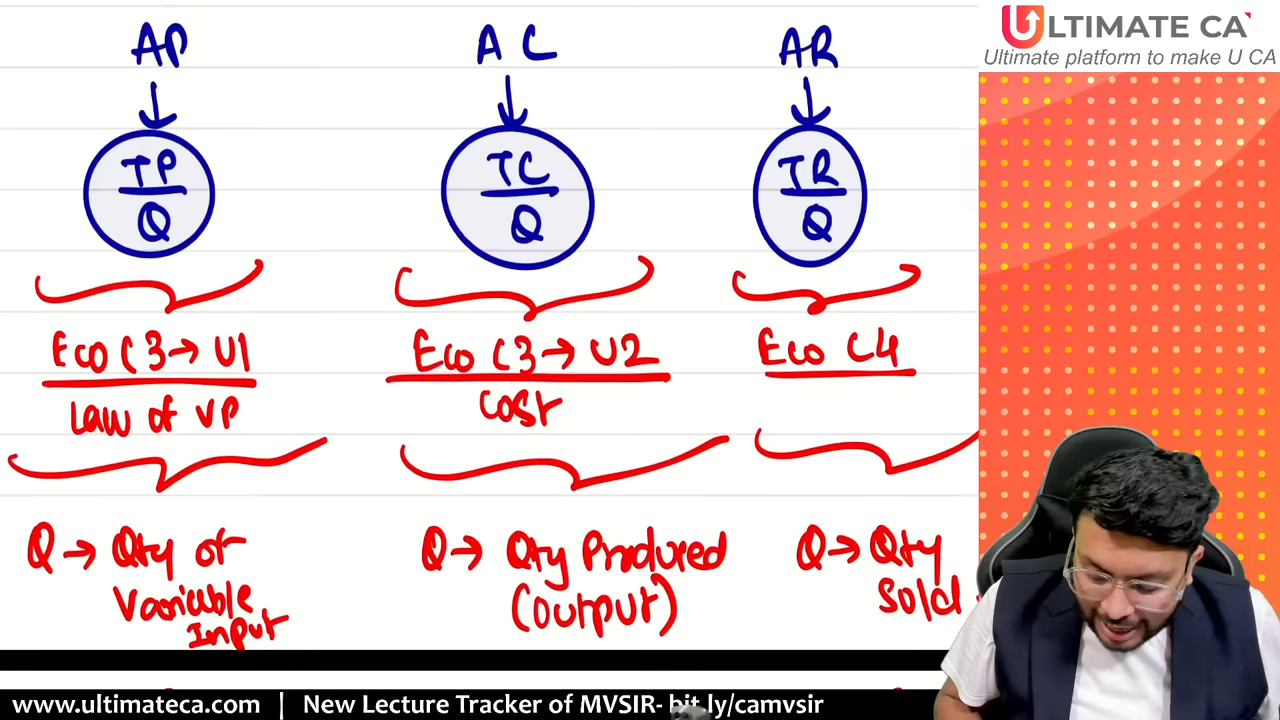 AP
AC
AR
TP
Q
TC
Q
TR
Q
Eco C3→U1
Law of VP
Eco C3→U2
Cost
Eco C4
Q→ Qty of
Variable
Input
Q→ Qty Produced
(output)
Q→ Qty
Sold
ULTIMATE CA
Ultimate platform to make U CA
www.ultimateca.com | New Lecture Tracker of MVSIR- bit.ly/camvsir